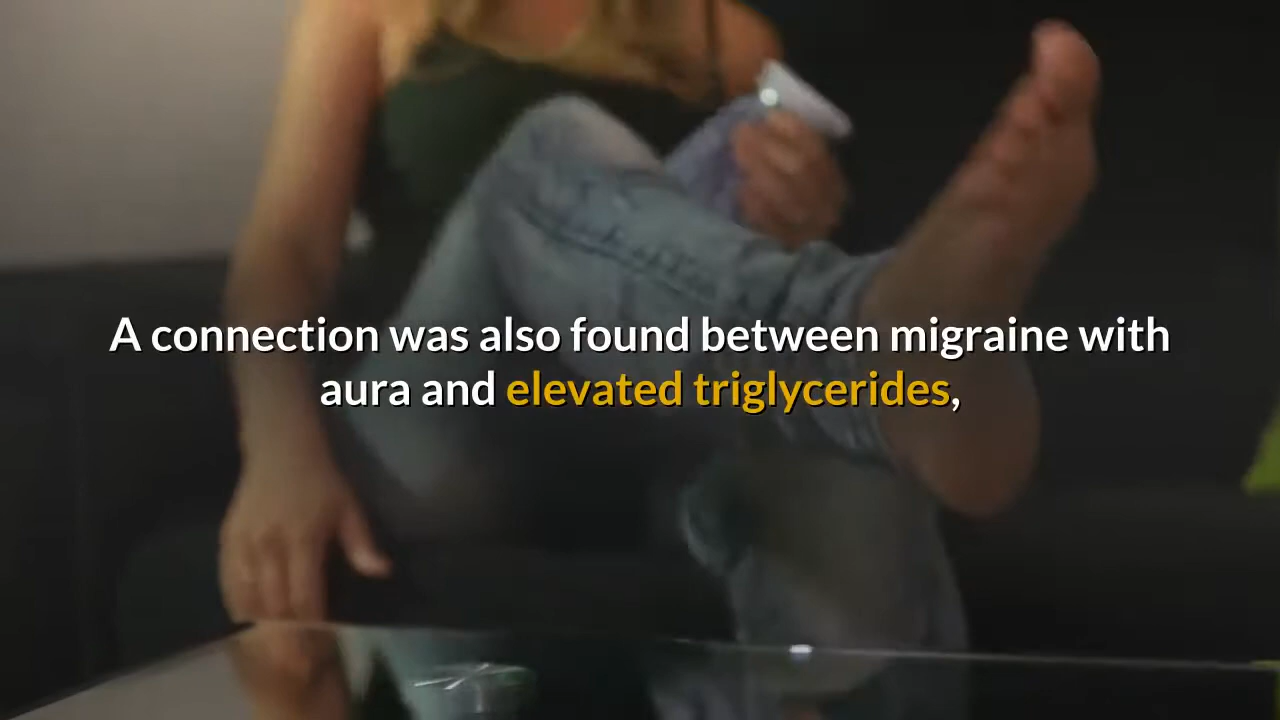 A connection was also found between migraine with
aura and elevated triglycerides,